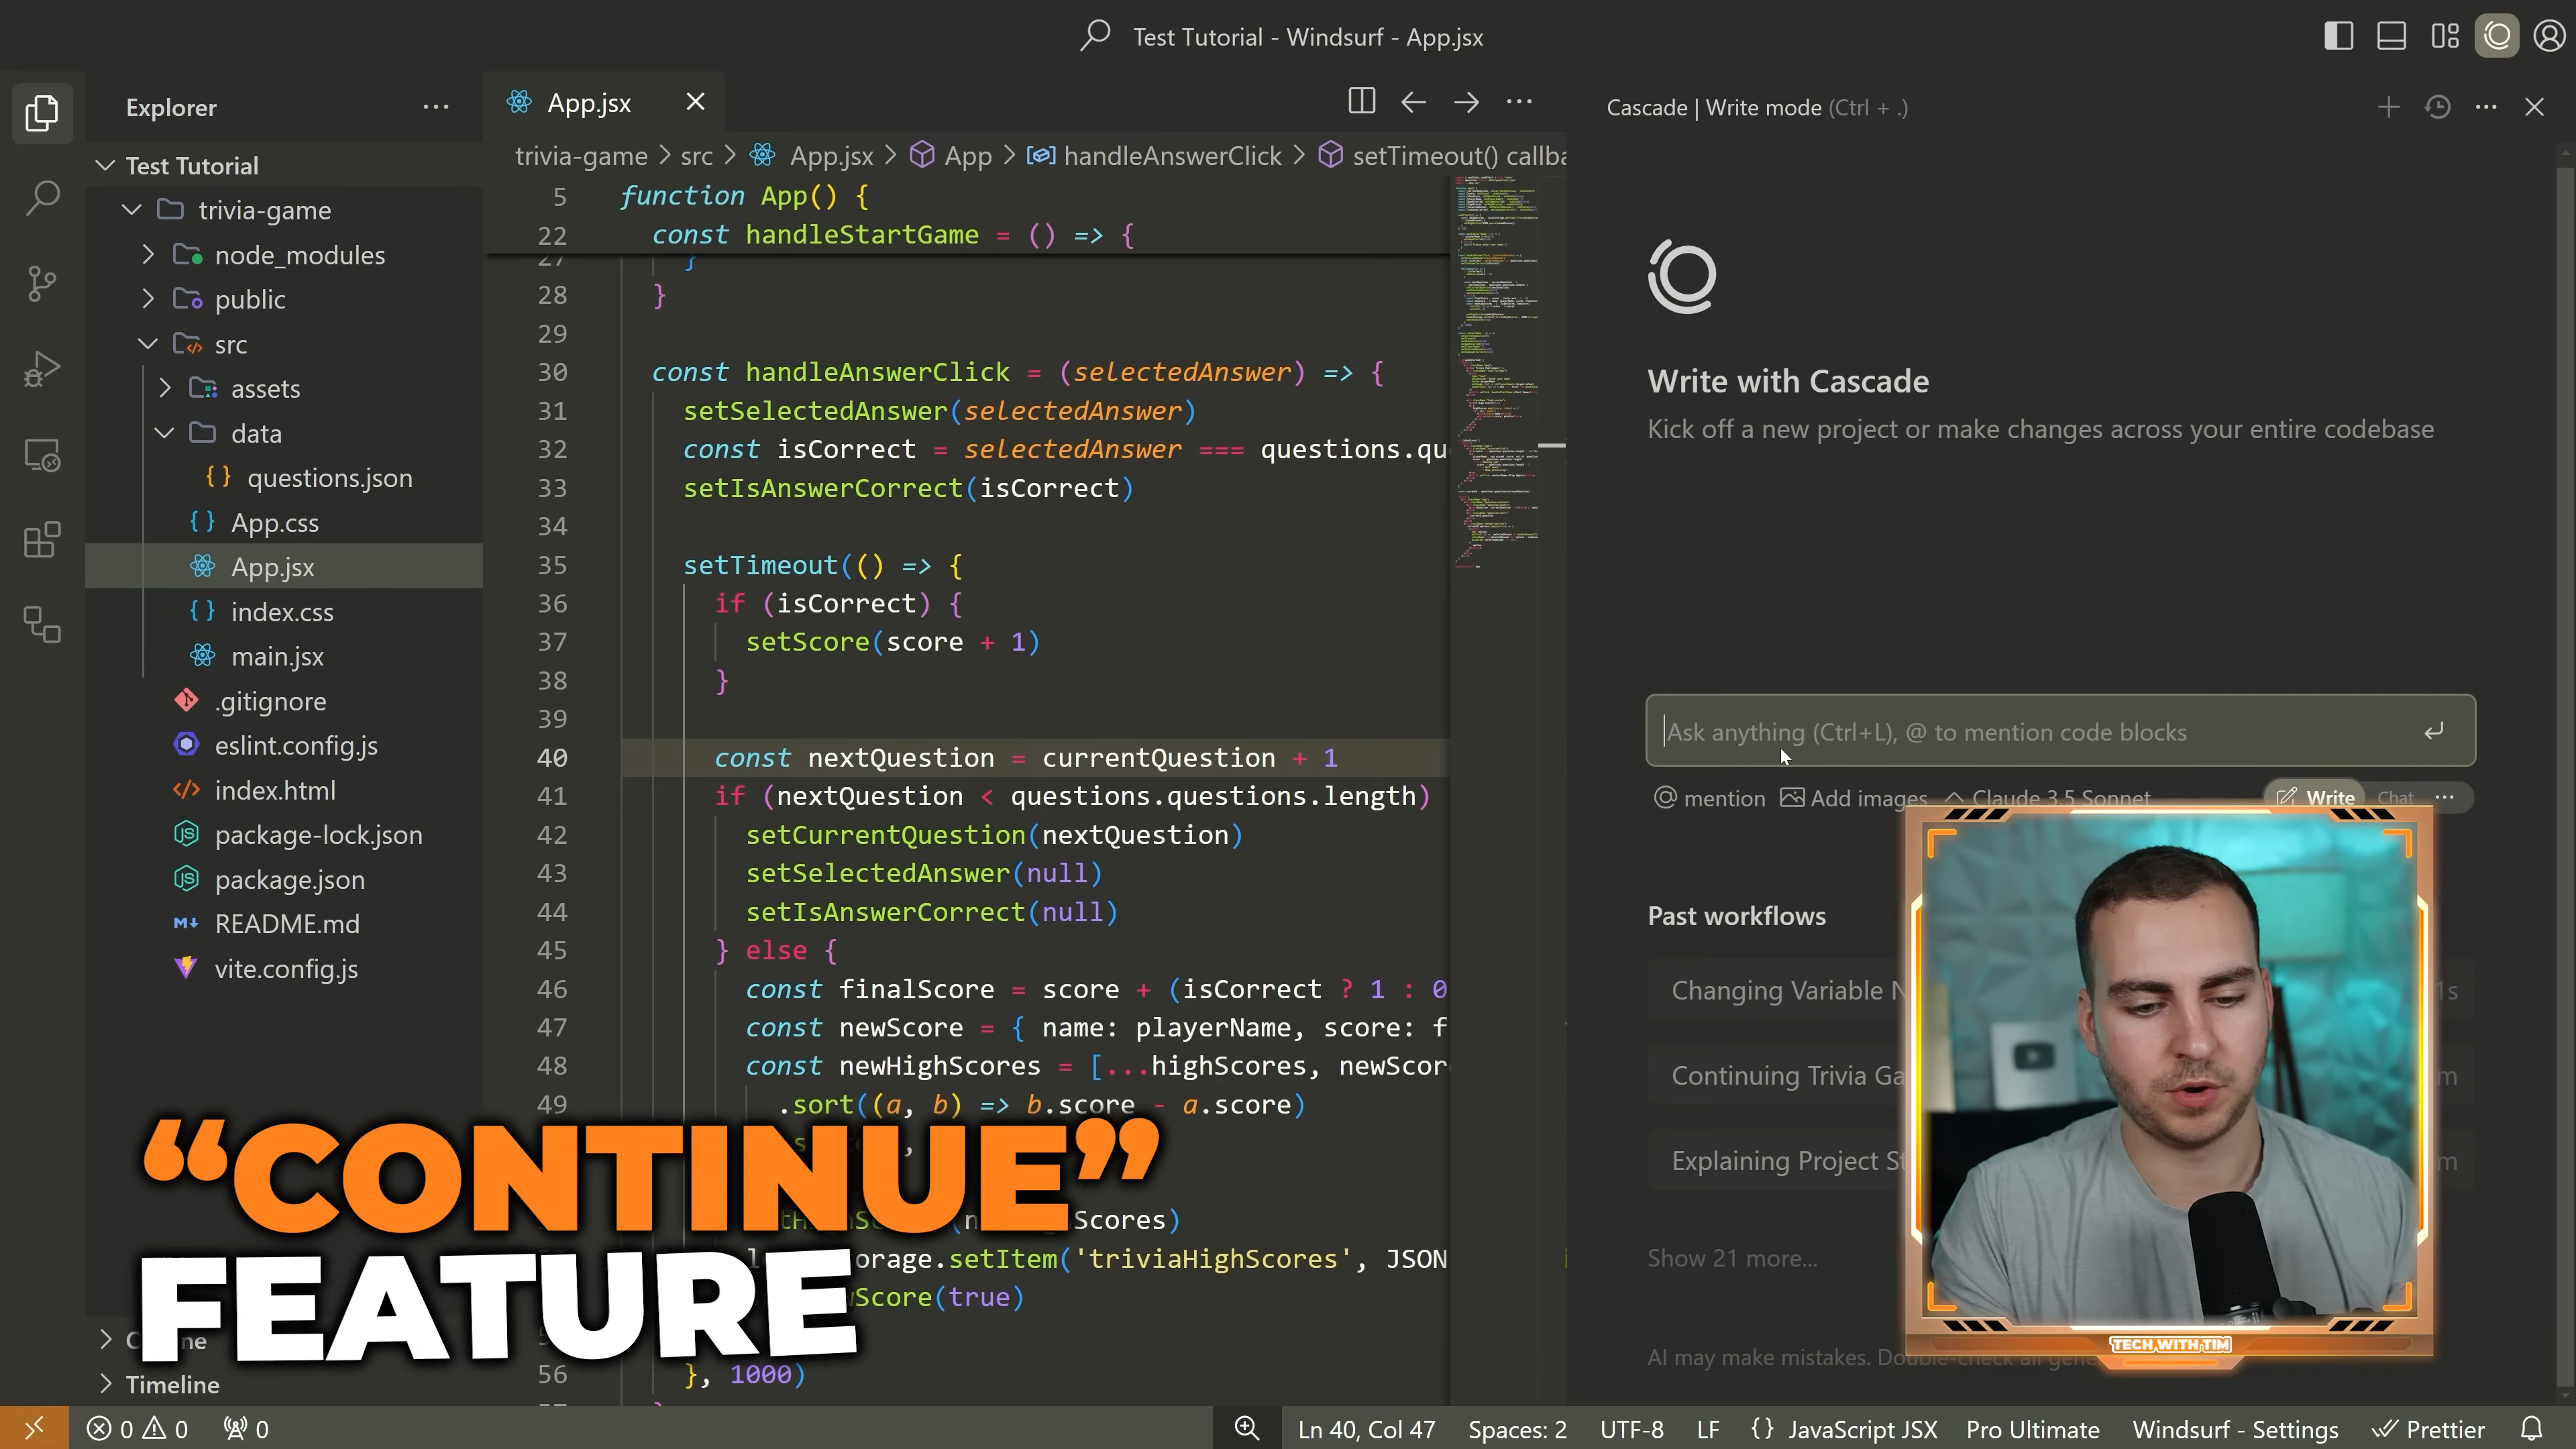 Test Tutorial - Windsurf - App.jsx
Explorer
Test Tutorial
trivia-game
node_modules
public
src
assets
data
questions.json
App.css
App.jsx
index.css
main.jsx
.gitignore
eslint.config.js
index.html
package-lock.json
package.json
README.md
vite.config.js
Timeline
App.jsx
trivia-game > src > App.jsx > App > handleAnswerClick > setTimeout() callba
5 function App() {
22 const handleStartGame = () => {
27 }
28 }
29
30 const handleAnswerClick = (selectedAnswer) => {
31 setSelectedAnswer(selectedAnswer)
32 const isCorrect = selectedAnswer === questions.qu
33 setIsAnswerCorrect(isCorrect)
34
35 setTimeout(() => {
36 if (isCorrect) {
37 setScore(score + 1)
38 }
39
40 const nextQuestion = currentQuestion + 1
41 if (nextQuestion < questions.questions.length)
42 setCurrentQuestion(nextQuestion)
43 setSelectedAnswer(null)
44 setIsAnswerCorrect(null)
45 } else {
46 const finalScore = score + (isCorrect ? 1 : 0
47 const newScore = { name: playerName, score: f
48 const newHighScores = [...highScores, newScor
49 .sort((a, b) => b.score - a.score)
Scores)
orage.setItem('triviaHighScores', JSON
Score(true)
56 }, 1000)
“CONTINUE”
FEATURE
Cascade | Write mode (Ctrl + .)
Write with Cascade
Kick off a new project or make changes across your entire codebase
Ask anything (Ctrl+L), @ to mention code blocks
@ mention Add images Claude 3.5 Sonnet Write Chat
Past workflows
Changing Variable N
Continuing Trivia Ga
Explaining Project St
Show 21 more...
AI may make mistakes. Double-check all gene
TECH WITH TIM
0 0 0
Ln 40, Col 47 Spaces: 2 UTF-8 LF {} JavaScript JSX Pro Ultimate Windsurf - Settings Prettier